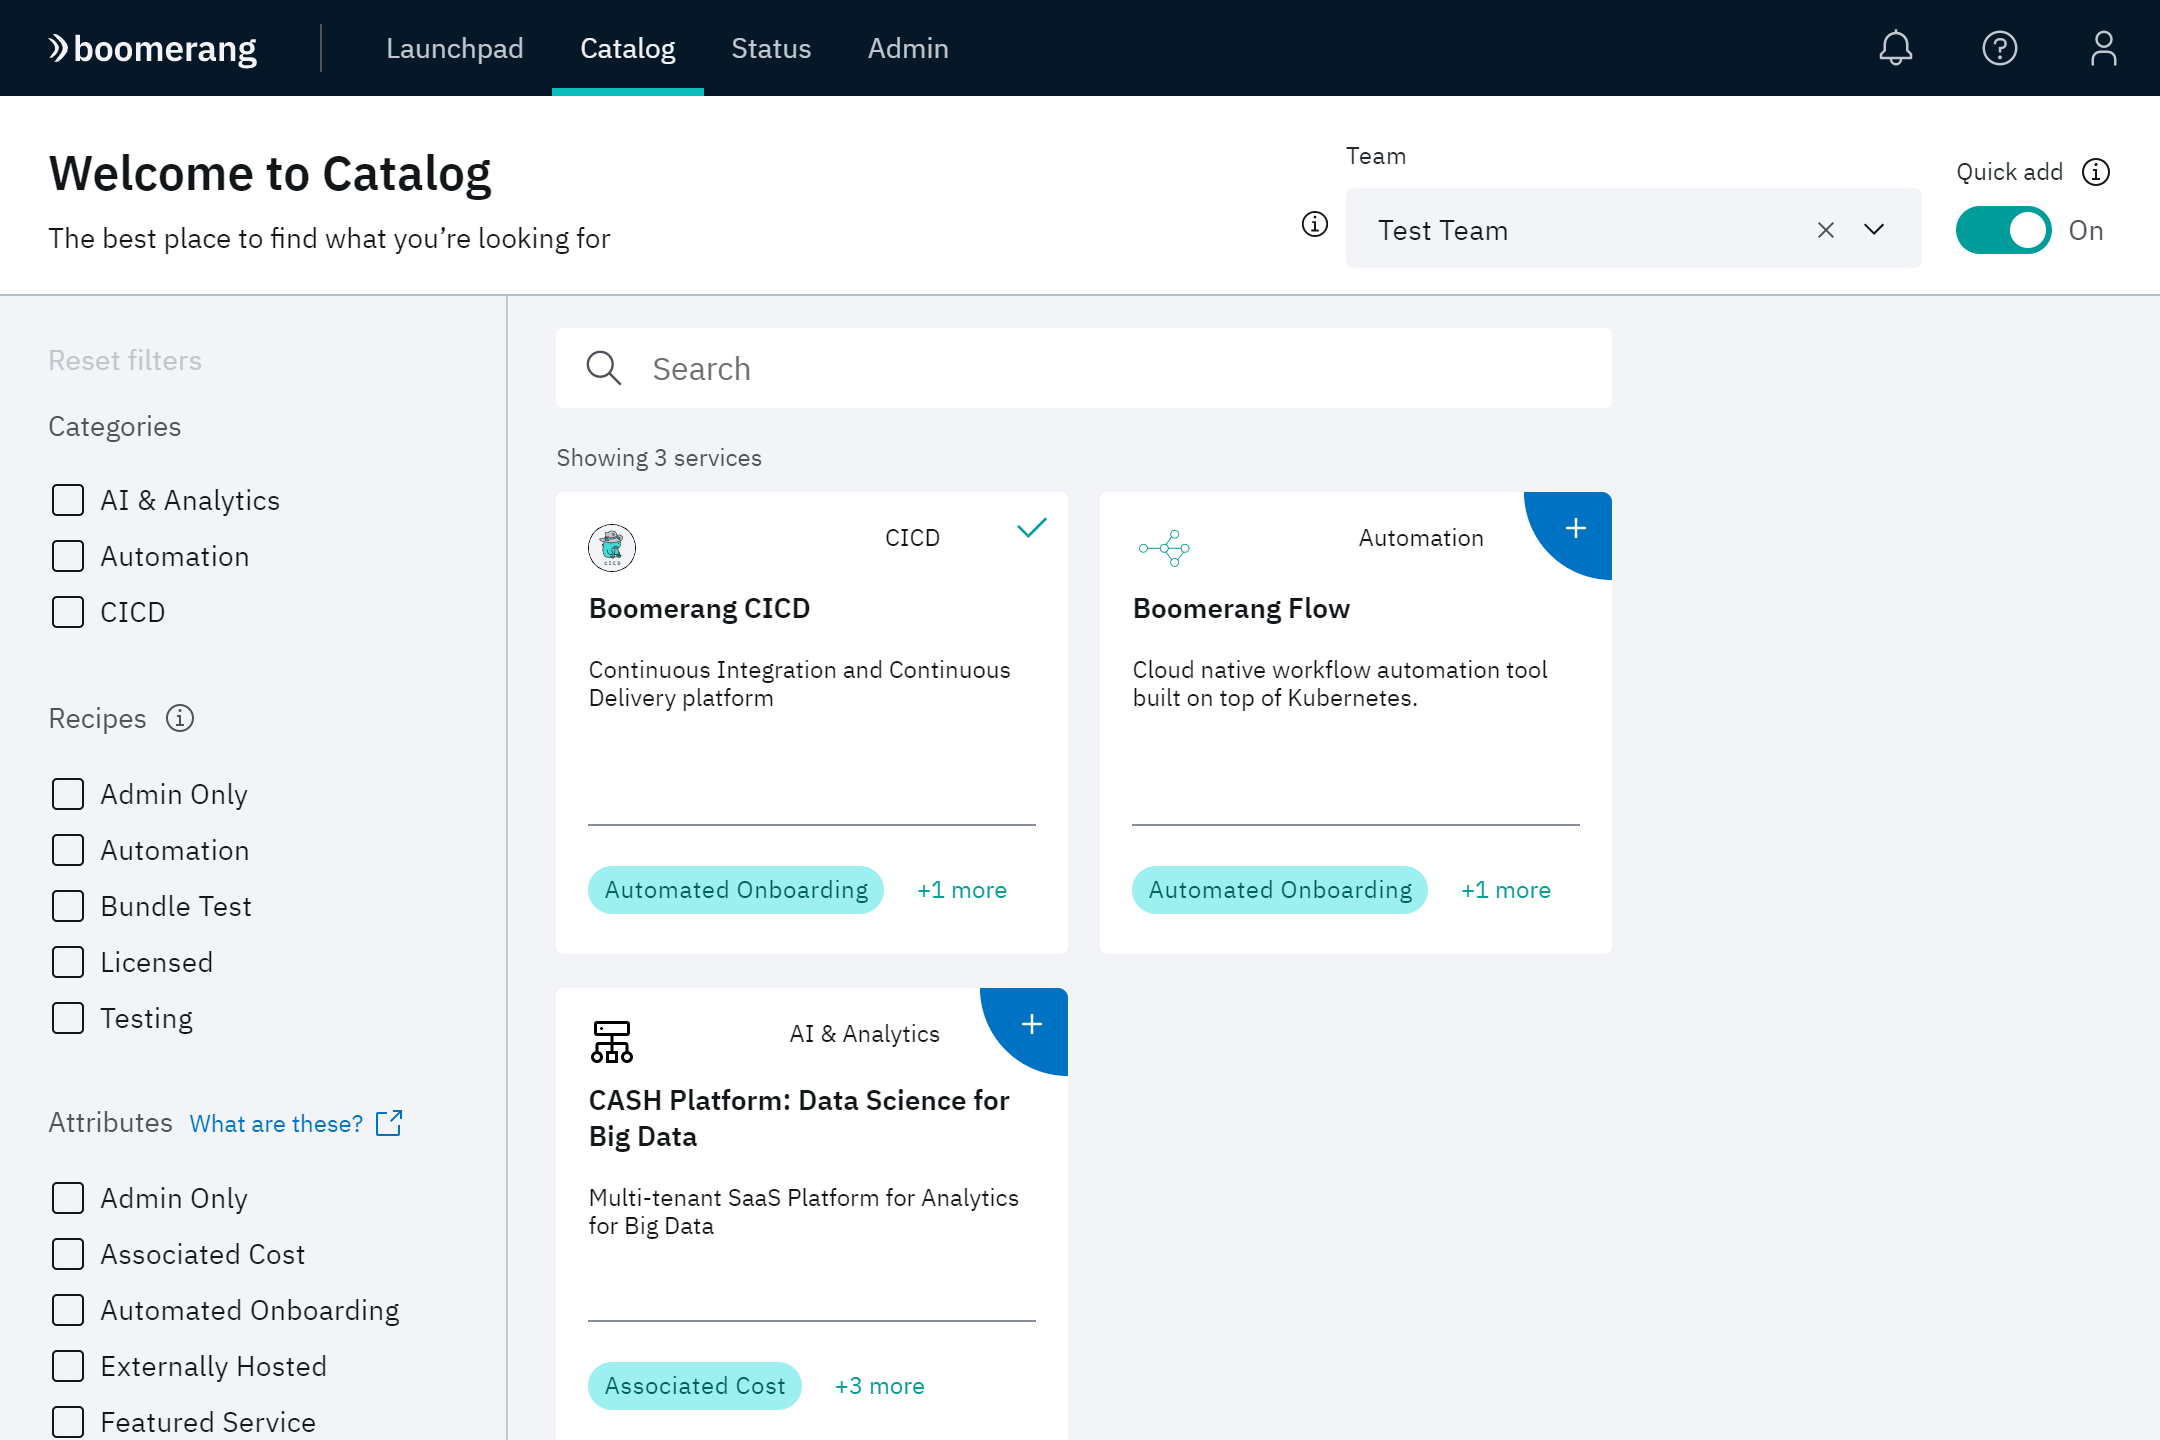 boomerang
Launchpad
Catalog
Status
Admin
Welcome to Catalog
The best place to find what you’re looking for
Team
Test Team
Quick add
On
Reset filters
Categories
AI & Analytics
Automation
CICD
Recipes
Admin Only
Automation
Bundle Test
Licensed
Testing
Attributes What are these?
Admin Only
Associated Cost
Automated Onboarding
Externally Hosted
Featured Service
Search
Showing 3 services
CICD
CICD
Boomerang CICD
Continuous Integration and Continuous
Delivery platform
Automated Onboarding +1 more
Automation
Boomerang Flow
Cloud native workflow automation tool
built on top of Kubernetes.
Automated Onboarding +1 more
AI & Analytics
CASH Platform: Data Science for
Big Data
Multi-tenant SaaS Platform for Analytics
for Big Data
Associated Cost +3 more